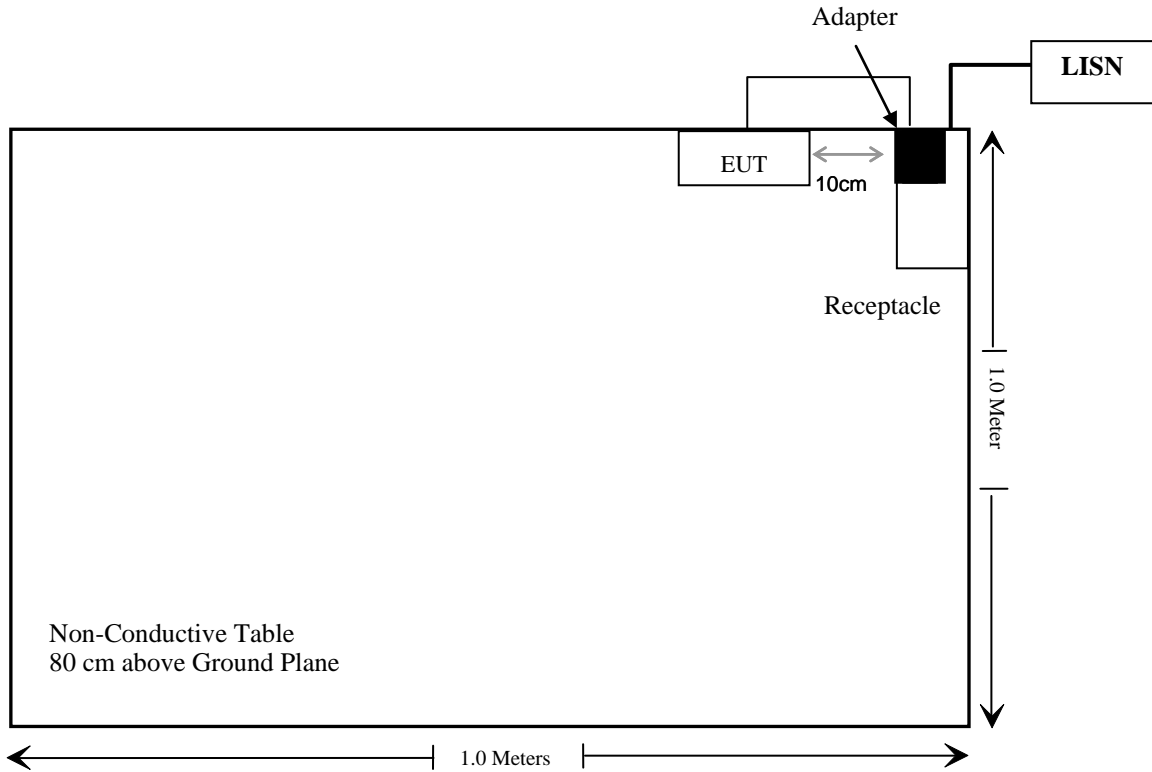 Adapter
LISN
EUT
10cm
Receptacle
1.0 Meter
Non-Conductive Table
80 cm above Ground Plane
1.0 Meters